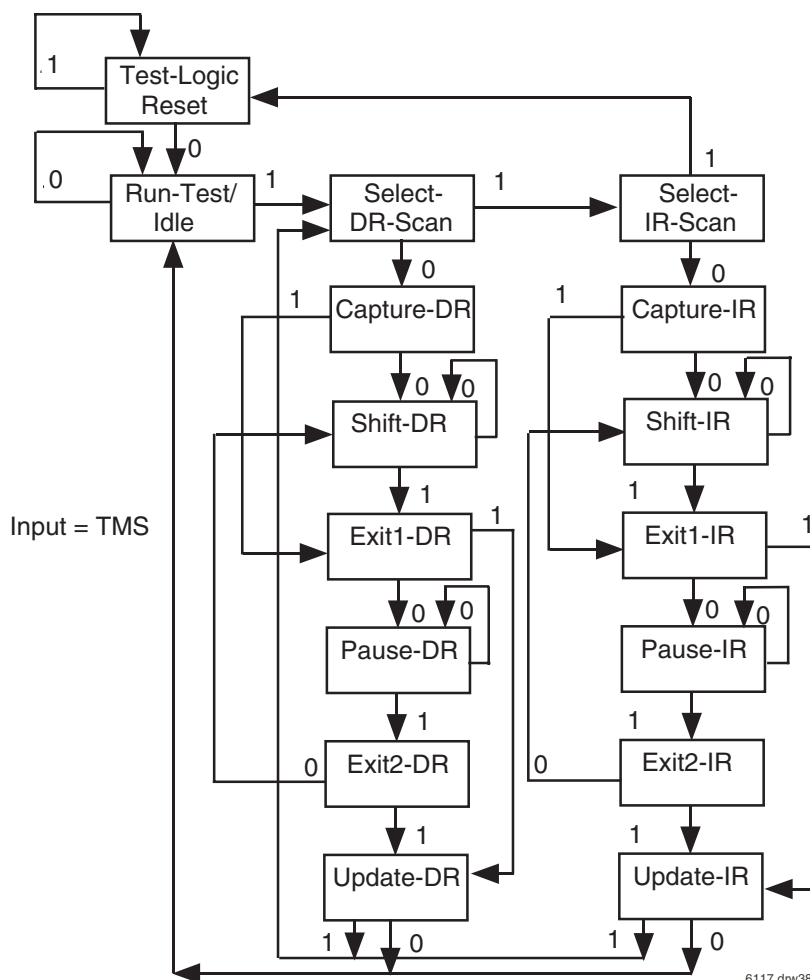 1
Test-Logic
Reset
0
0
Run-Test/
Idle
1
Select-
DR-Scan
1
Select-
IR-Scan
1
0
0
1
Capture-DR
1
Capture-IR
0
0
0
0
Shift-DR
Shift-IR
1
1
Input = TMS
Exit1-DR
1
Exit1-IR
1
0
0
0
0
Pause-DR
Pause-IR
1
1
0
Exit2-DR
0
Exit2-IR
1
1
Update-DR
Update-IR
1
0
1
0
6117 drw38